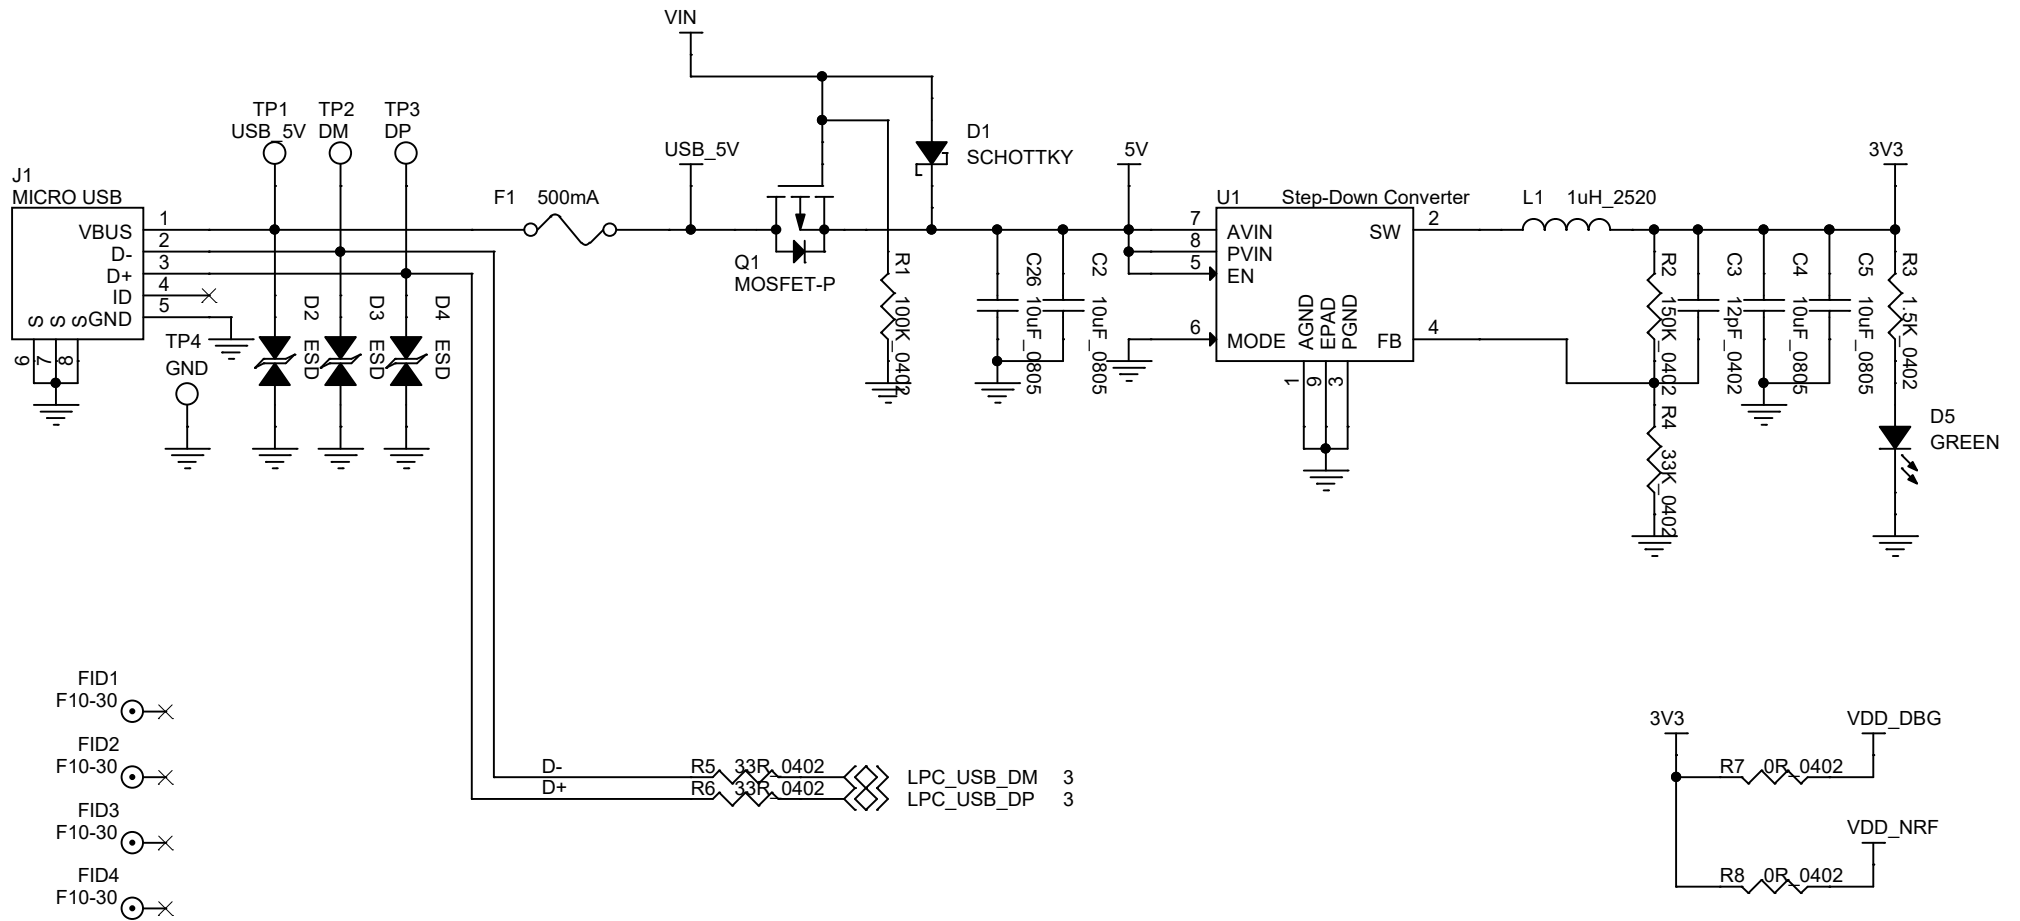 VIN
TP1
USB_5V
TP2
DM
TP3
DP
J1
MICRO USB
VBUS
D-
D+
ID
GND
S
S
S
1
2
3
4
5
6
7
8
TP4
GND
D2
ESD
D3
ESD
D4
ESD
F1 500mA
USB_5V
Q1
MOSFET-P
D1
SCHOTTKY
R1
100K_0402
C26
10uF_0805
C2
10uF_0805
5V
U1
Step-Down Converter
7
8
5
6
AVIN
PVIN
EN
MODE
AGND
EPAD
PGND
1
9
3
SW
FB
2
4
L1 1uH_2520
3V3
R2
150K_0402
C3
12pF_0402
C4
10uF_0805
C5
10uF_0805
R3
1.5K_0402
R4
33K_0402
D5
GREEN
D-
D+
R5 33R_0402
R6 33R_0402
LPC_USB_DM 3
LPC_USB_DP 3
FID1
F10-30
FID2
F10-30
FID3
F10-30
FID4
F10-30
3V3
VDD_DBG
R7 0R_0402
VDD_NRF
R8 0R_0402